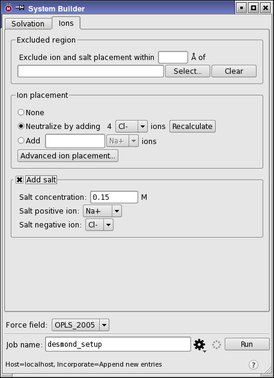 System Builder
Solvation Ions
Excluded region
Exclude ion and salt placement within Å of
Select... Clear
Ion placement
None
Neutralize by adding 4 Cl- ions Recalculate
Add Na+ ions
Advanced ion placement...
Add salt
Salt concentration: 0.15 M
Salt positive ion: Na+
Salt negative ion: Cl-
Force field: OPLS_2005
Job name: desmond_setup Run
Host=localhost, Incorporate=Append new entries ?